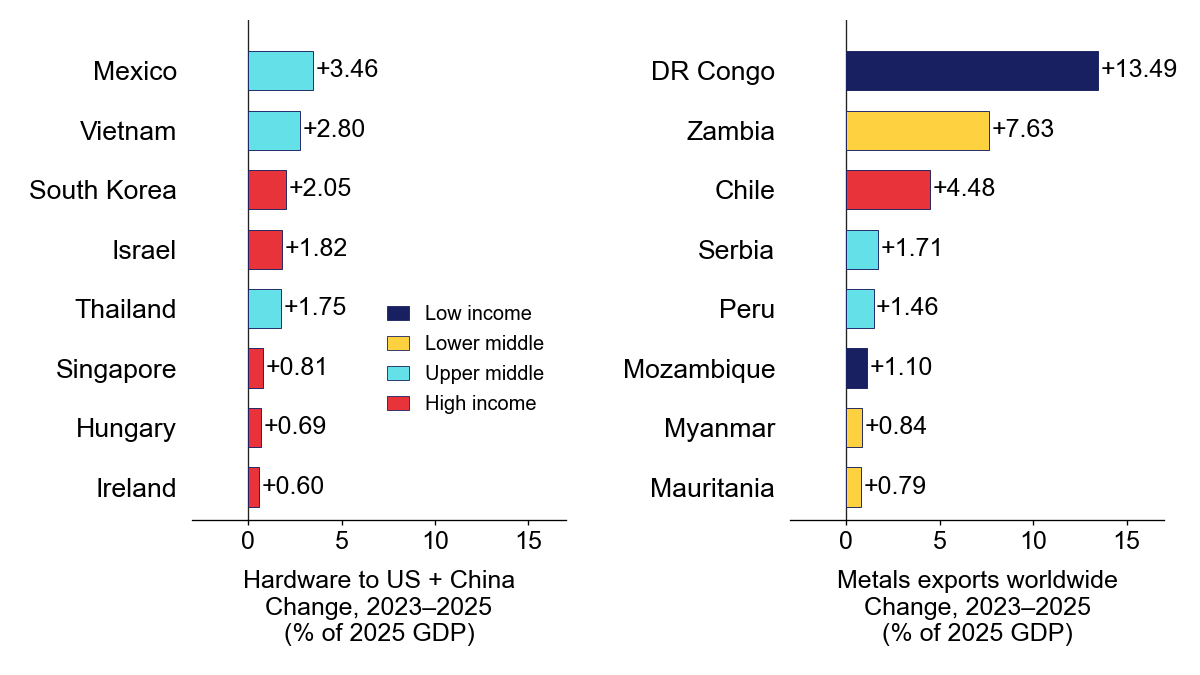 Mexico +3.46
Vietnam +2.80
South Korea +2.05
Israel +1.82
Thailand +1.75
Singapore +0.81
Hungary +0.69
Ireland +0.60
0 5 10 15
Hardware to US + China
Change, 2023–2025
(% of 2025 GDP)
Low income
Lower middle
Upper middle
High income
DR Congo +13.49
Zambia +7.63
Chile +4.48
Serbia +1.71
Peru +1.46
Mozambique +1.10
Myanmar +0.84
Mauritania +0.79
0 5 10 15
Metals exports worldwide
Change, 2023–2025
(% of 2025 GDP)